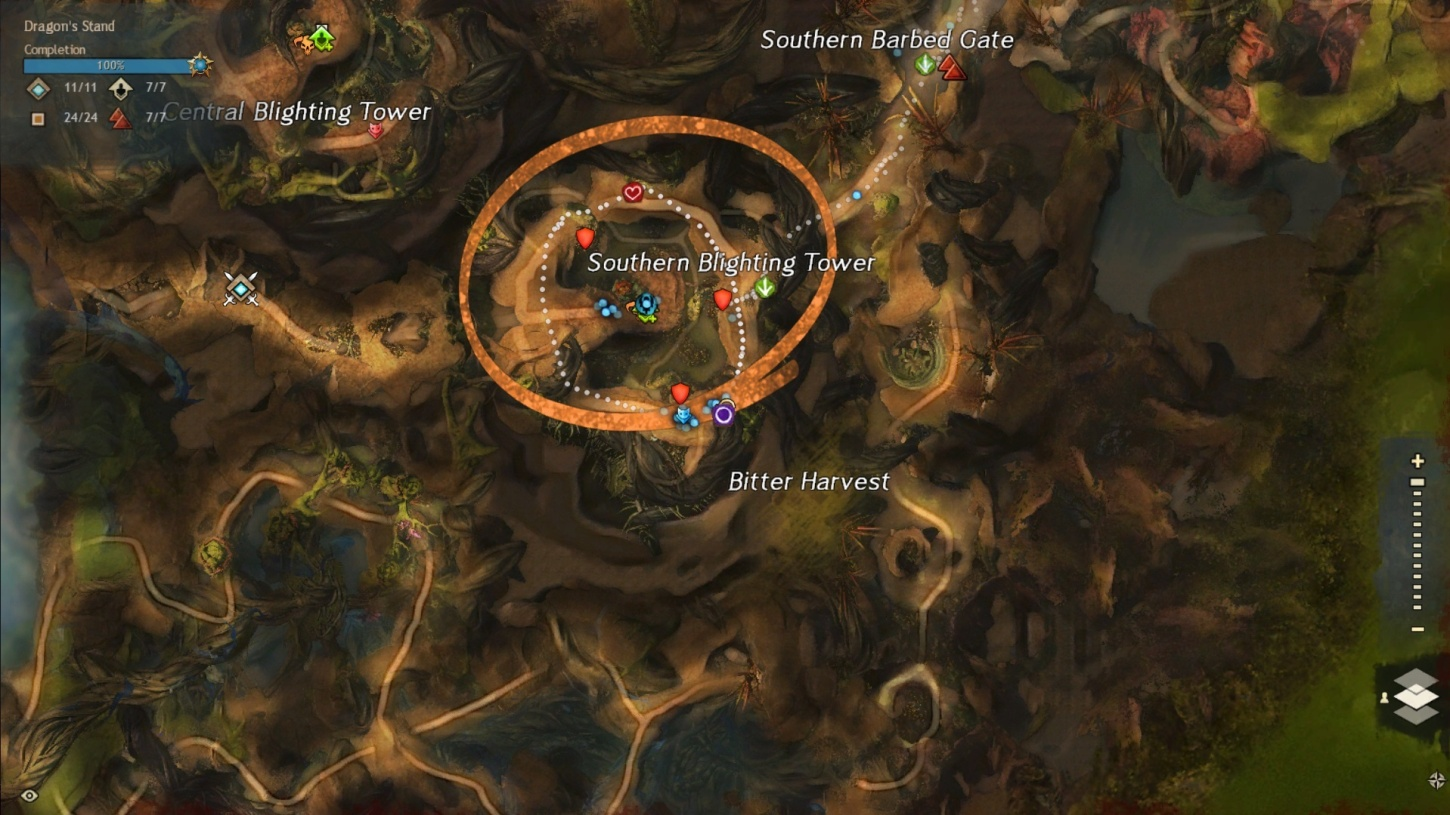 Dragon's Stand
Completion
100%
11/11 7/7
24/24 7/7
Central Blighting Tower
Southern Barbed Gate
Southern Blighting Tower
Bitter Harvest